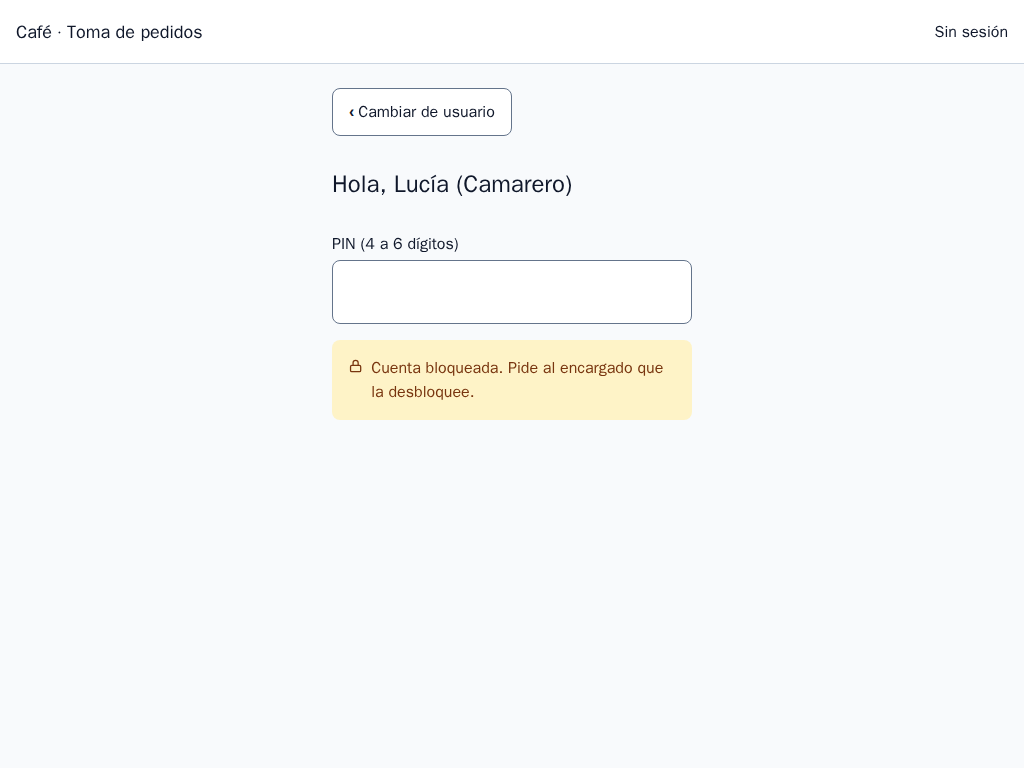 Café · Toma de pedidos
Sin sesión
‹ Cambiar de usuario
Hola, Lucía (Camarero)
PIN (4 a 6 dígitos)
Cuenta bloqueada. Pide al encargado que
la desbloquee.